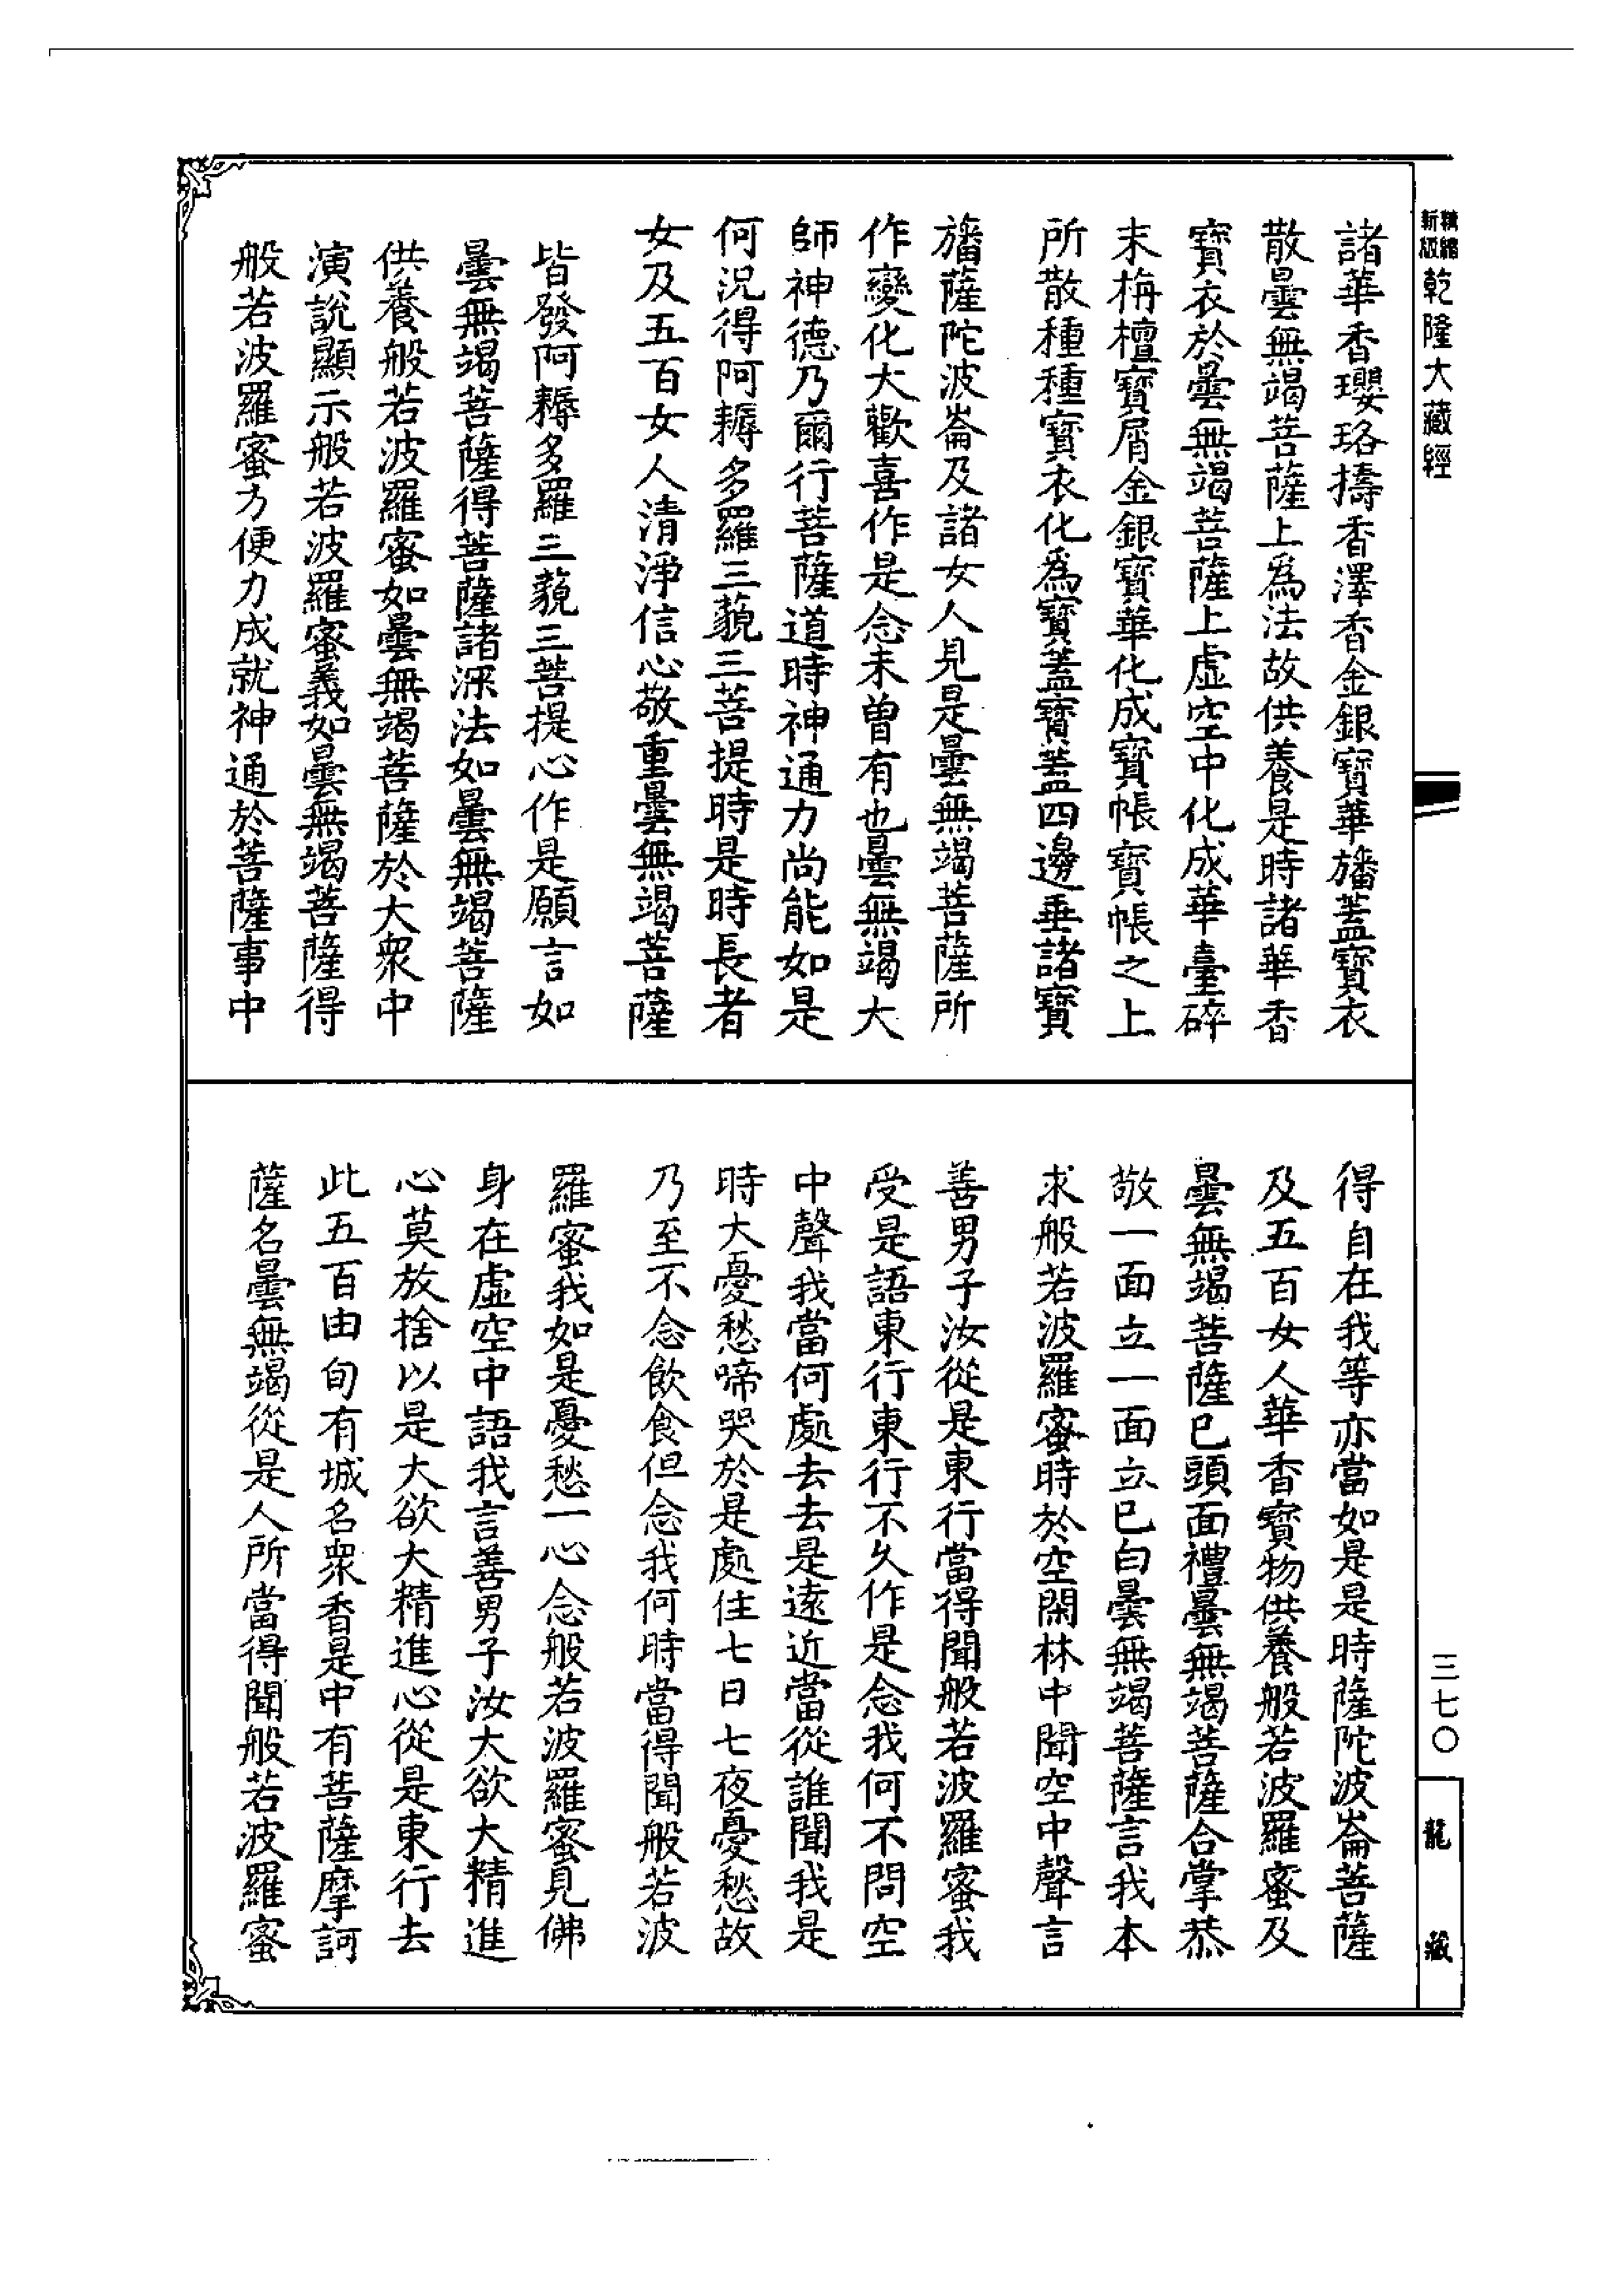 新編縮級乾隆大藏經
諸華香瓔珞擣香澤香金銀寶華旛蓋寶衣
散曇無竭菩薩上爲法故供養是時諸華香
寶衣於曇無竭菩薩上虛空中化成華臺碎
末栴檀寶屑金銀寶華化成寶帳寶帳之上
所散種種寶衣化爲寶蓋寶蓋四邊垂諸寶
旛薩陀波崙及諸女人見是曇無竭菩薩所
作變化大歡喜作是念未曾有也曇無竭大
師神德乃爾行菩薩道時神通力尚能如是
何況得阿耨多羅三藐三菩提時是時長者
女及五百女人清淨信心敬重曇無竭菩薩
皆發阿耨多羅三藐三菩提心作是願言如
曇無竭菩薩得菩薩諸深法如曇無竭菩薩
供養般若波羅蜜如曇無竭菩薩於大衆中
演說顯示般若波羅蜜義如曇無竭菩薩得
般若波羅蜜方便力成就神通於菩薩事中
得自在我等亦當如是是時薩陀波崙菩薩
及五百女人華香寶物供養般若波羅蜜及
曇無竭菩薩已頭面禮曇無竭菩薩合掌恭
敬一面立一面立已白曇無竭菩薩言我本
求般若波羅蜜時於空閑林中聞空中聲言
善男子汝從是東行當得聞般若波羅蜜我
受是語東行東行不久作是念我何不問空
中聲我當何處去去是遠近當從誰聞我是
時大憂愁啼哭於是處住七日七夜憂愁故
乃至不念飲食但念我何時當得聞般若波
羅蜜我如是憂愁一心念般若波羅蜜見佛
身在虛空中語我言善男子汝大欲大精進
心莫放捨以是大欲大精進心從是東行去
此五百由旬有城名衆香是中有菩薩摩訶
薩名曇無竭從是人所當得聞般若波羅蜜
三七〇
龍藏